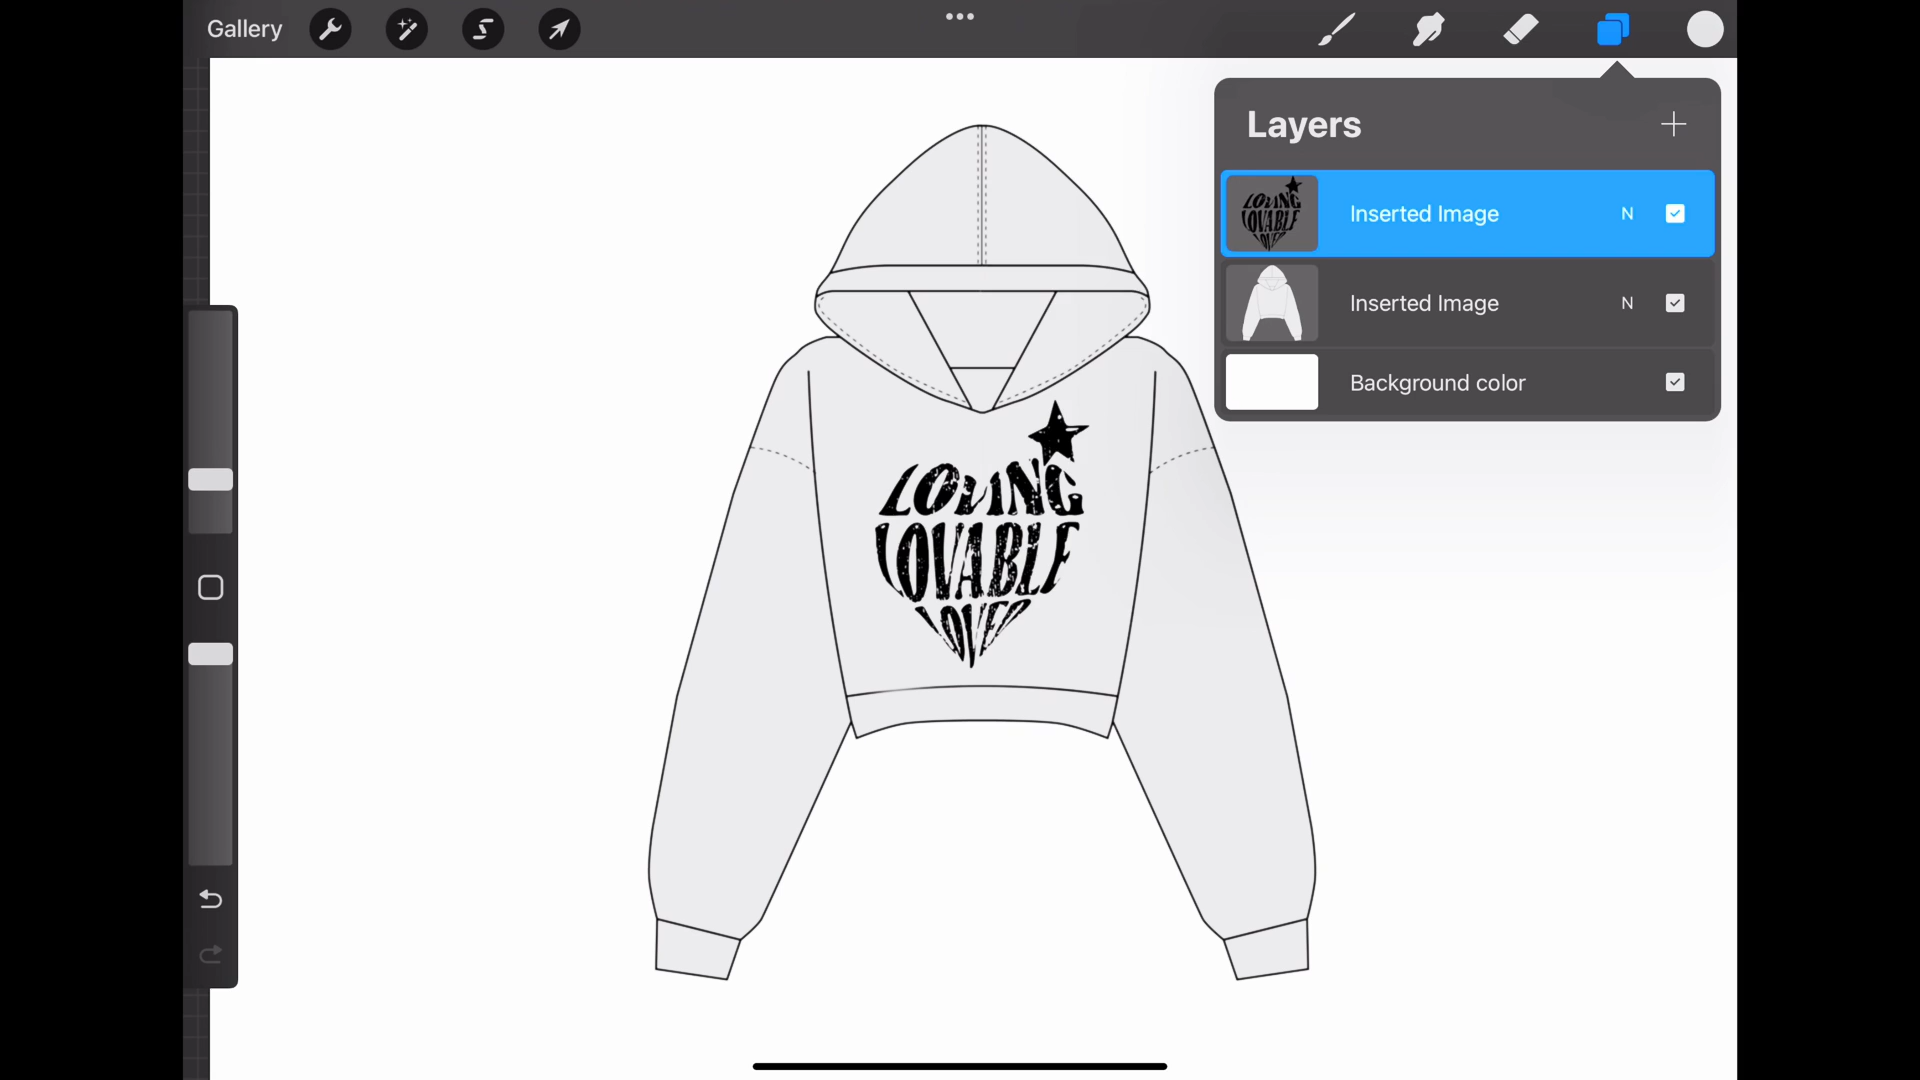 Gallery
Layers
Inserted Image N
Inserted Image N
Background color
LOVING
LOVABLE
LOVER